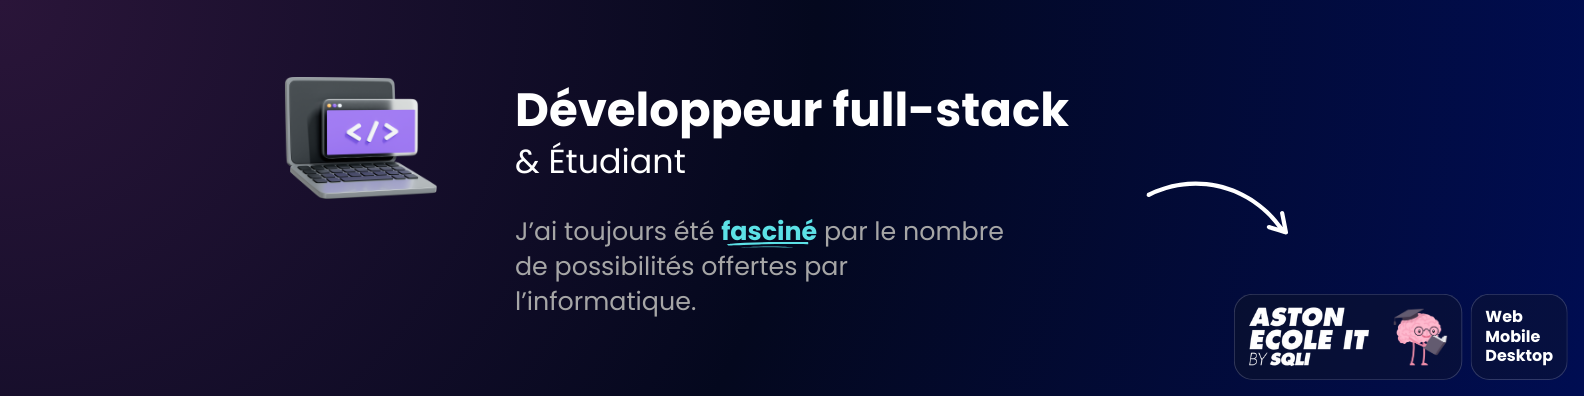 </>
Développeur full-stack
& Étudiant
J’ai toujours été fasciné par le nombre
de possibilités offertes par
l’informatique.
ASTON
ECOLE IT
BY SQLI
Web
Mobile
Desktop